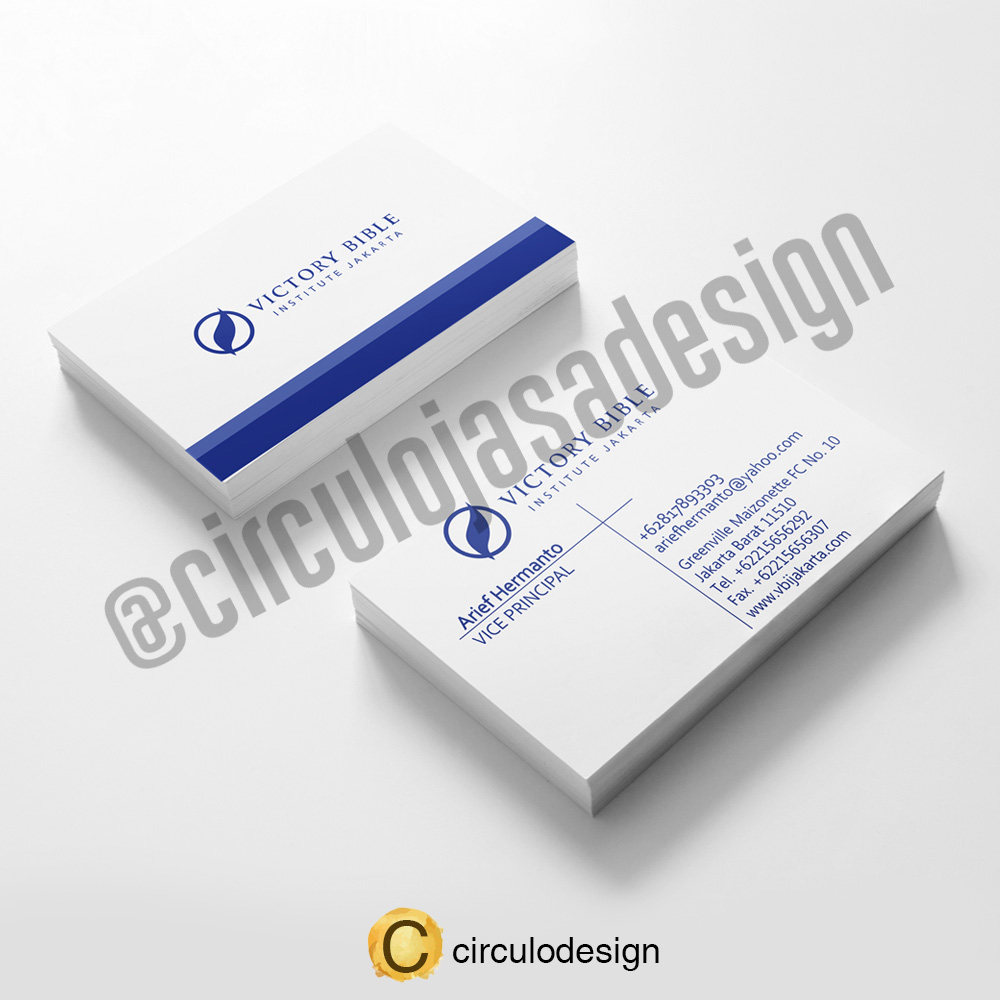 VICTORY BIBLE
INSTITUTE JAKARTA
@circulojasadesign
VICTORY BIBLE
INSTITUTE JAKARTA
Arief Hermanto
VICE PRINCIPAL
+62817893303
ariefhermanto@yahoo.com
Greenville Maizonette FC No. 10
Jakarta Barat 11510
Tel. +62215656292
Fax. +62215656307
www.vbijakarta.com
C circulodesign